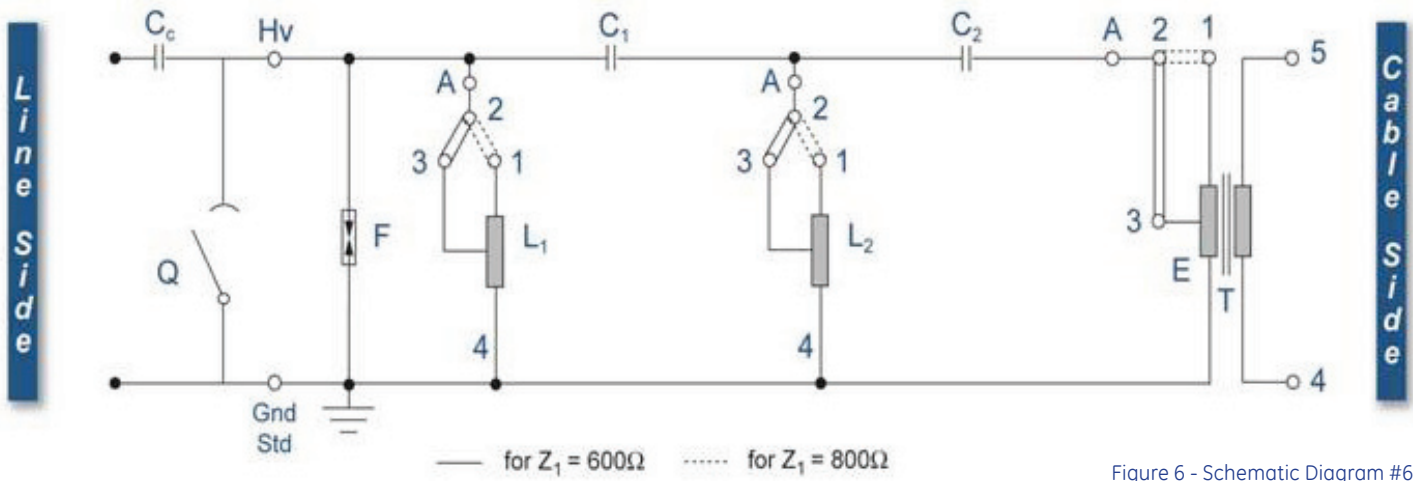 Line Side
C_c
Hv
C₁
C₂
A
2
1
5
A
2
3
1
L₁
4
A
2
3
1
L₂
4
Q
F
3
E
T
4
Gnd
Std
for Z₁ = 600Ω
for Z₁ = 800Ω
Cable Side
Figure 6 - Schematic Diagram #6